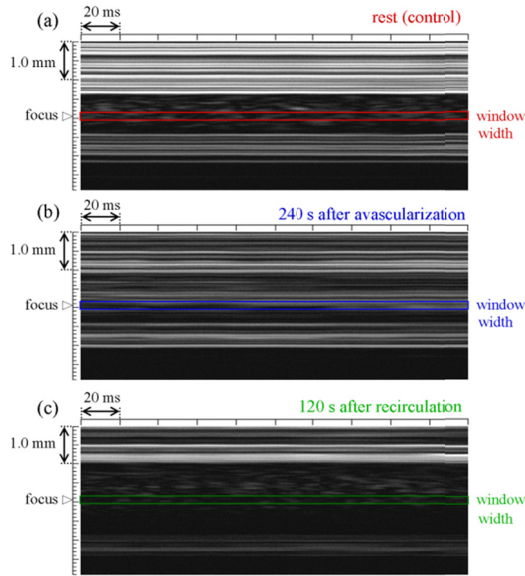 (a)
20 ms
rest (control)
1.0 mm
focus
window
width
(b)
20 ms
240 s after avascularization
1.0 mm
focus
window
width
(c)
20 ms
120 s after recirculation
1.0 mm
focus
window
width